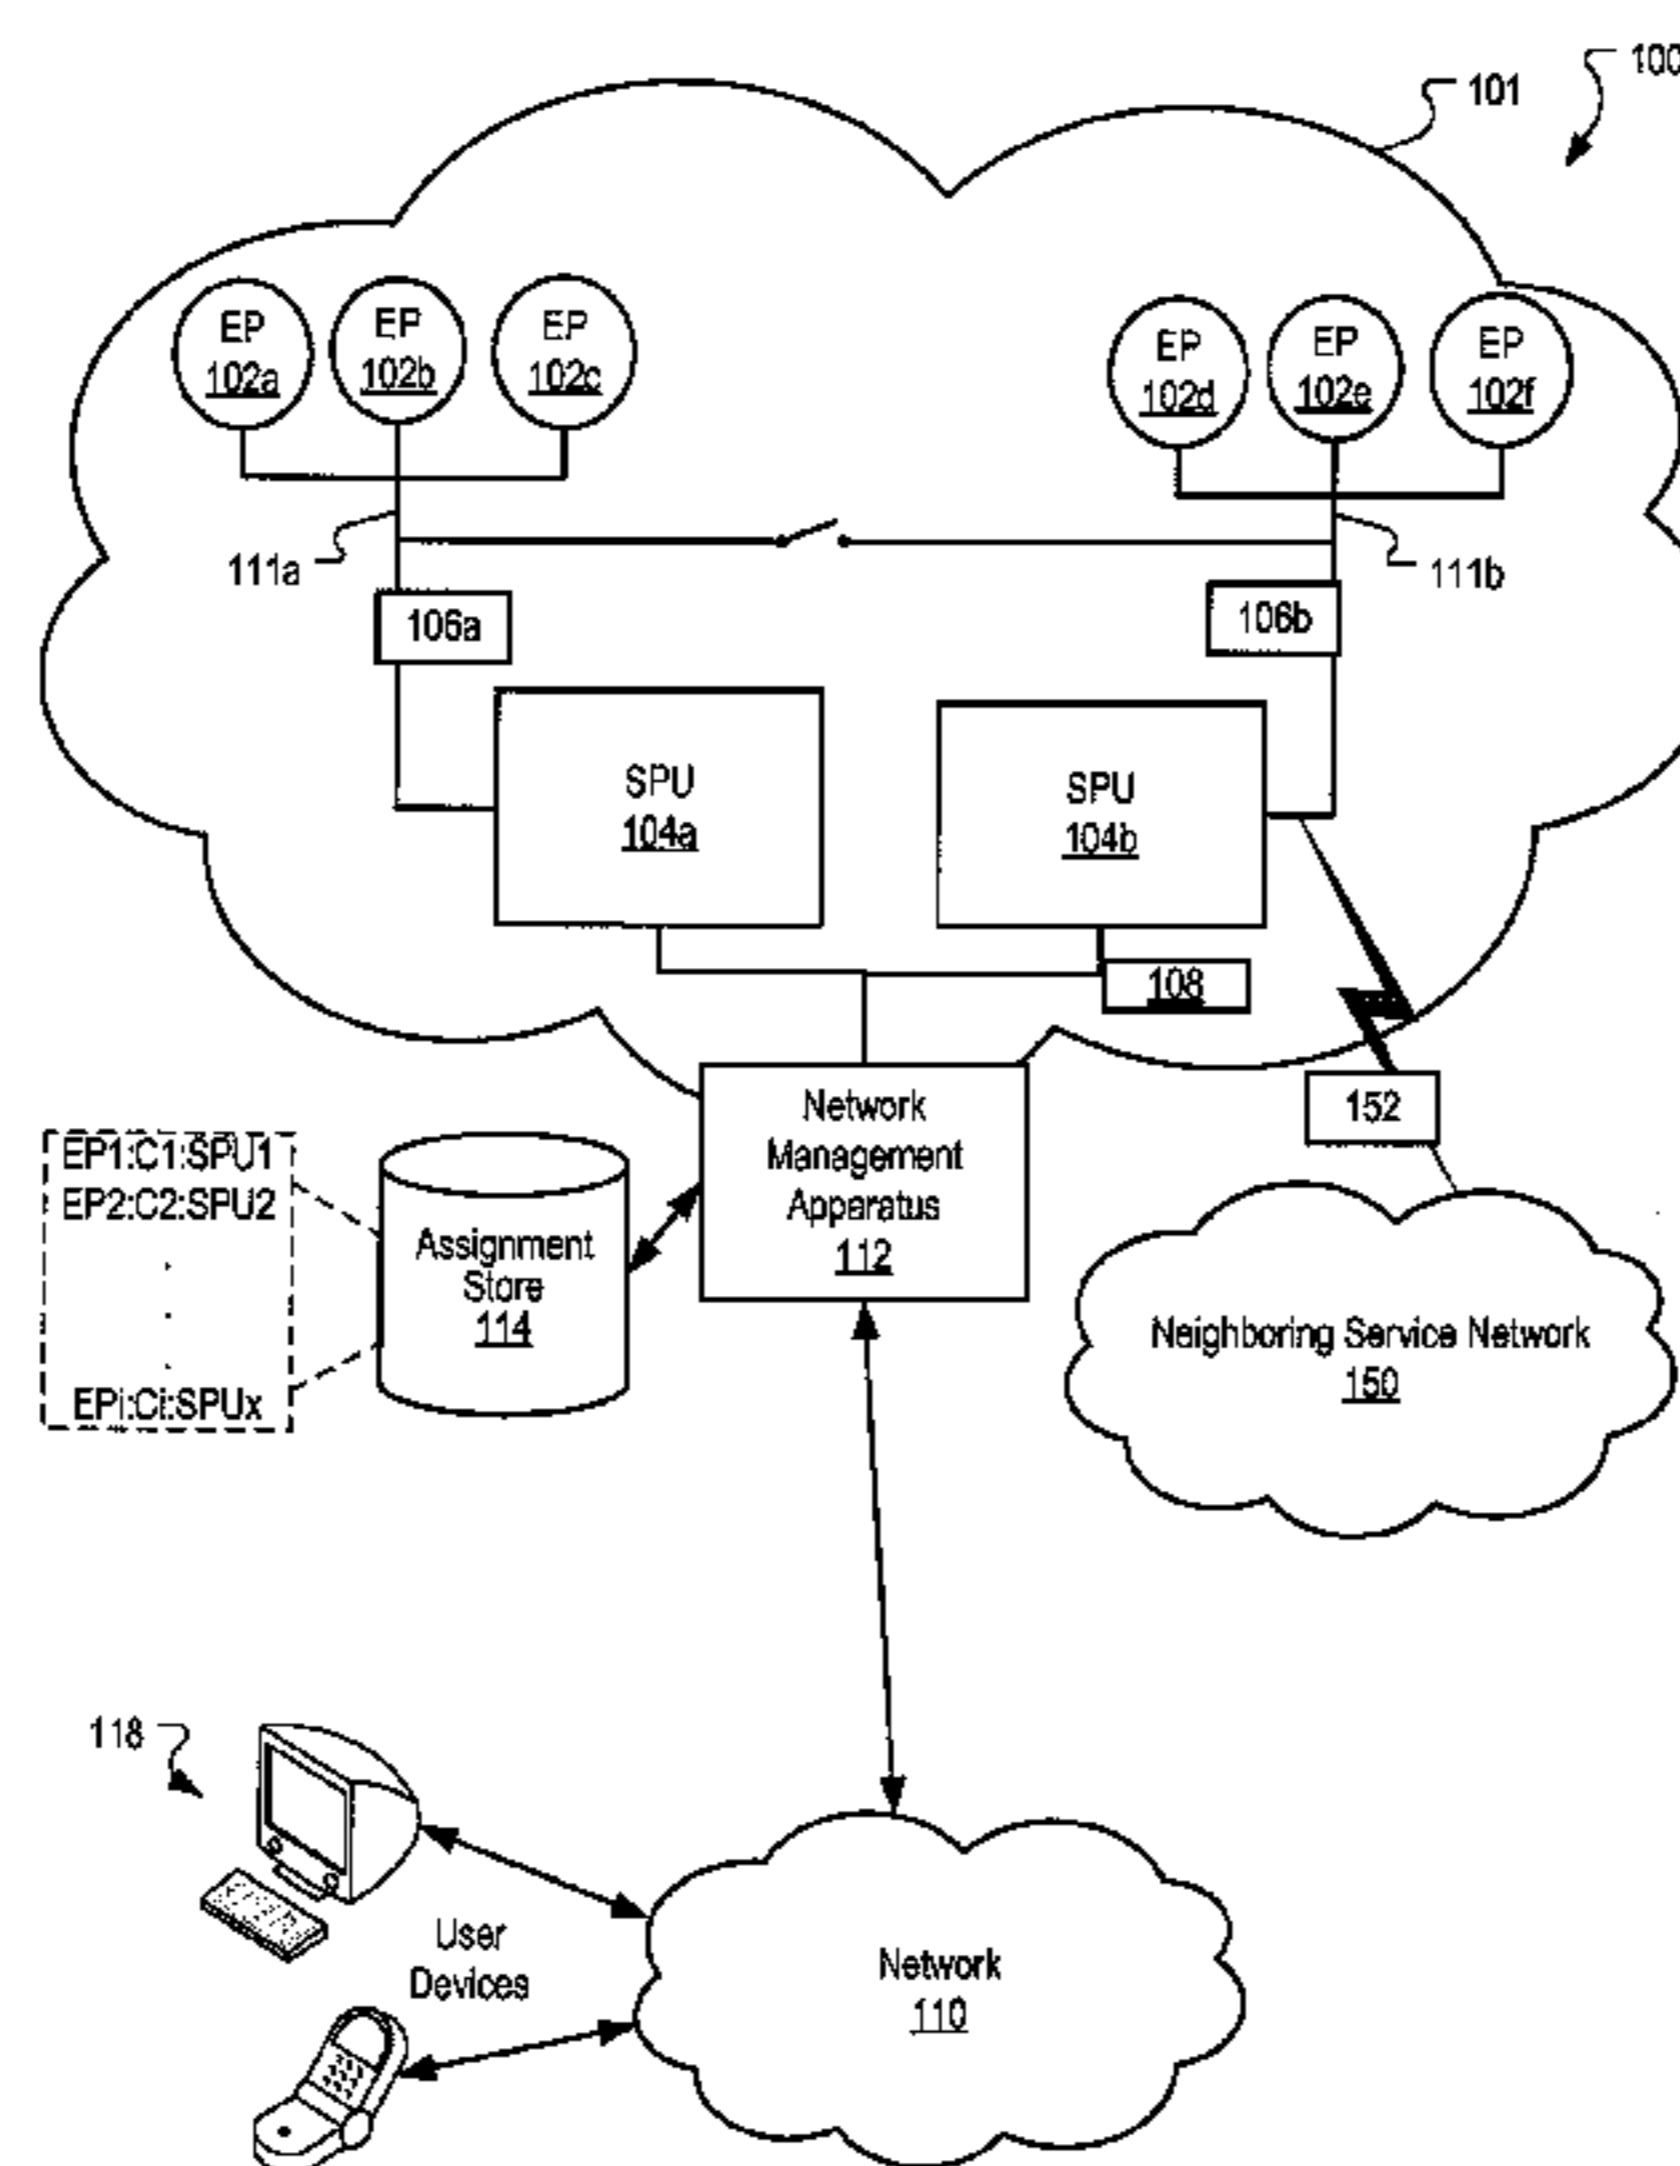 100
101
EP
102a
EP
102b
EP
102c
EP
102d
EP
102e
EP
102f
111a
111b
106a
106b
SPU
104a
SPU
104b
108
Network
Management
Apparatus
112
152
EP1:C1:SPU1
EP2:C2:SPU2
.
.
.
EPi:Ci:SPUx
Assignment
Store
114
Neighboring Service Network
150
118
User
Devices
Network
110